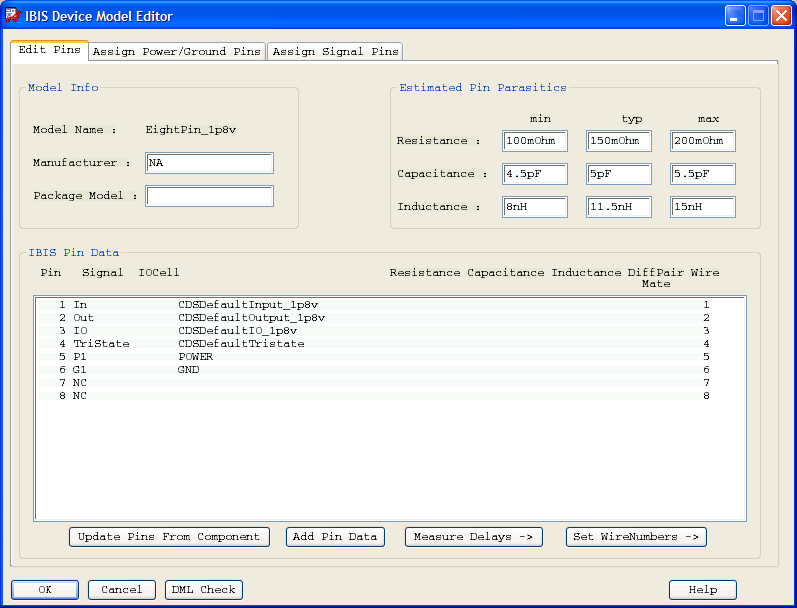 IBIS Device Model Editor
Edit Pins Assign Power/Ground Pins Assign Signal Pins
Model Info
Model Name : EightPin_1p8v
Manufacturer : NA
Package Model :
Estimated Pin Parasitics
min typ max
Resistance : 100mOhm 150mOhm 200mOhm
Capacitance : 4.5pF 5pF 5.5pF
Inductance : 8nH 11.5nH 15nH
IBIS Pin Data
Pin Signal IOCell Resistance Capacitance Inductance DiffPair Wire
Mate
1 In CDSDefaultInput_1p8v 1
2 Out CDSDefaultOutput_1p8v 2
3 IO CDSDefaultIO_1p8v 3
4 TriState CDSDefaultTristate 4
5 P1 POWER 5
6 G1 GND 6
7 NC 7
8 NC 8
Update Pins From Component Add Pin Data Measure Delays -> Set WireNumbers ->
OK Cancel DML Check Help